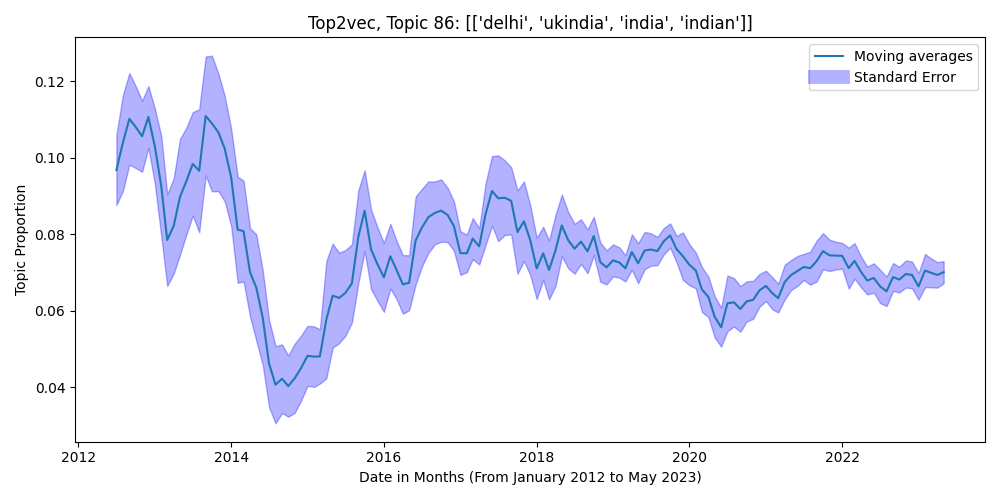 Top2vec, Topic 86: [['delhi', 'ukindia', 'india', 'indian']]
Moving averages
Standard Error
Topic Proportion
0.12
0.10
0.08
0.06
0.04
2012 2014 2016 2018 2020 2022
Date in Months (From January 2012 to May 2023)